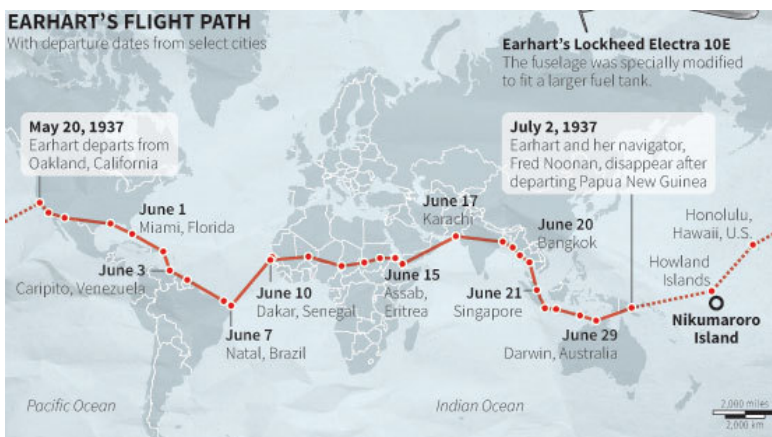 EARHART'S FLIGHT PATH
With departure dates from select cities
Earhart's Lockheed Electra 10E
The fuselage was specially modified
to fit a larger fuel tank.
May 20, 1937
Earhart departs from
Oakland, California
July 2, 1937
Earhart and her navigator,
Fred Noonan, disappear after
departing Papua New Guinea
June 1
Miami, Florida
June 3
Caripito, Venezuela
June 7
Natal, Brazil
June 10
Dakar, Senegal
June 15
Assab,
Eritrea
June 17
Karachi
June 20
Bangkok
June 21
Singapore
June 29
Darwin, Australia
Honolulu,
Hawaii, U.S.
Howland
Islands
Nikumaroro
Island
Pacific Ocean
Indian Ocean
2,000 miles
2,000 km